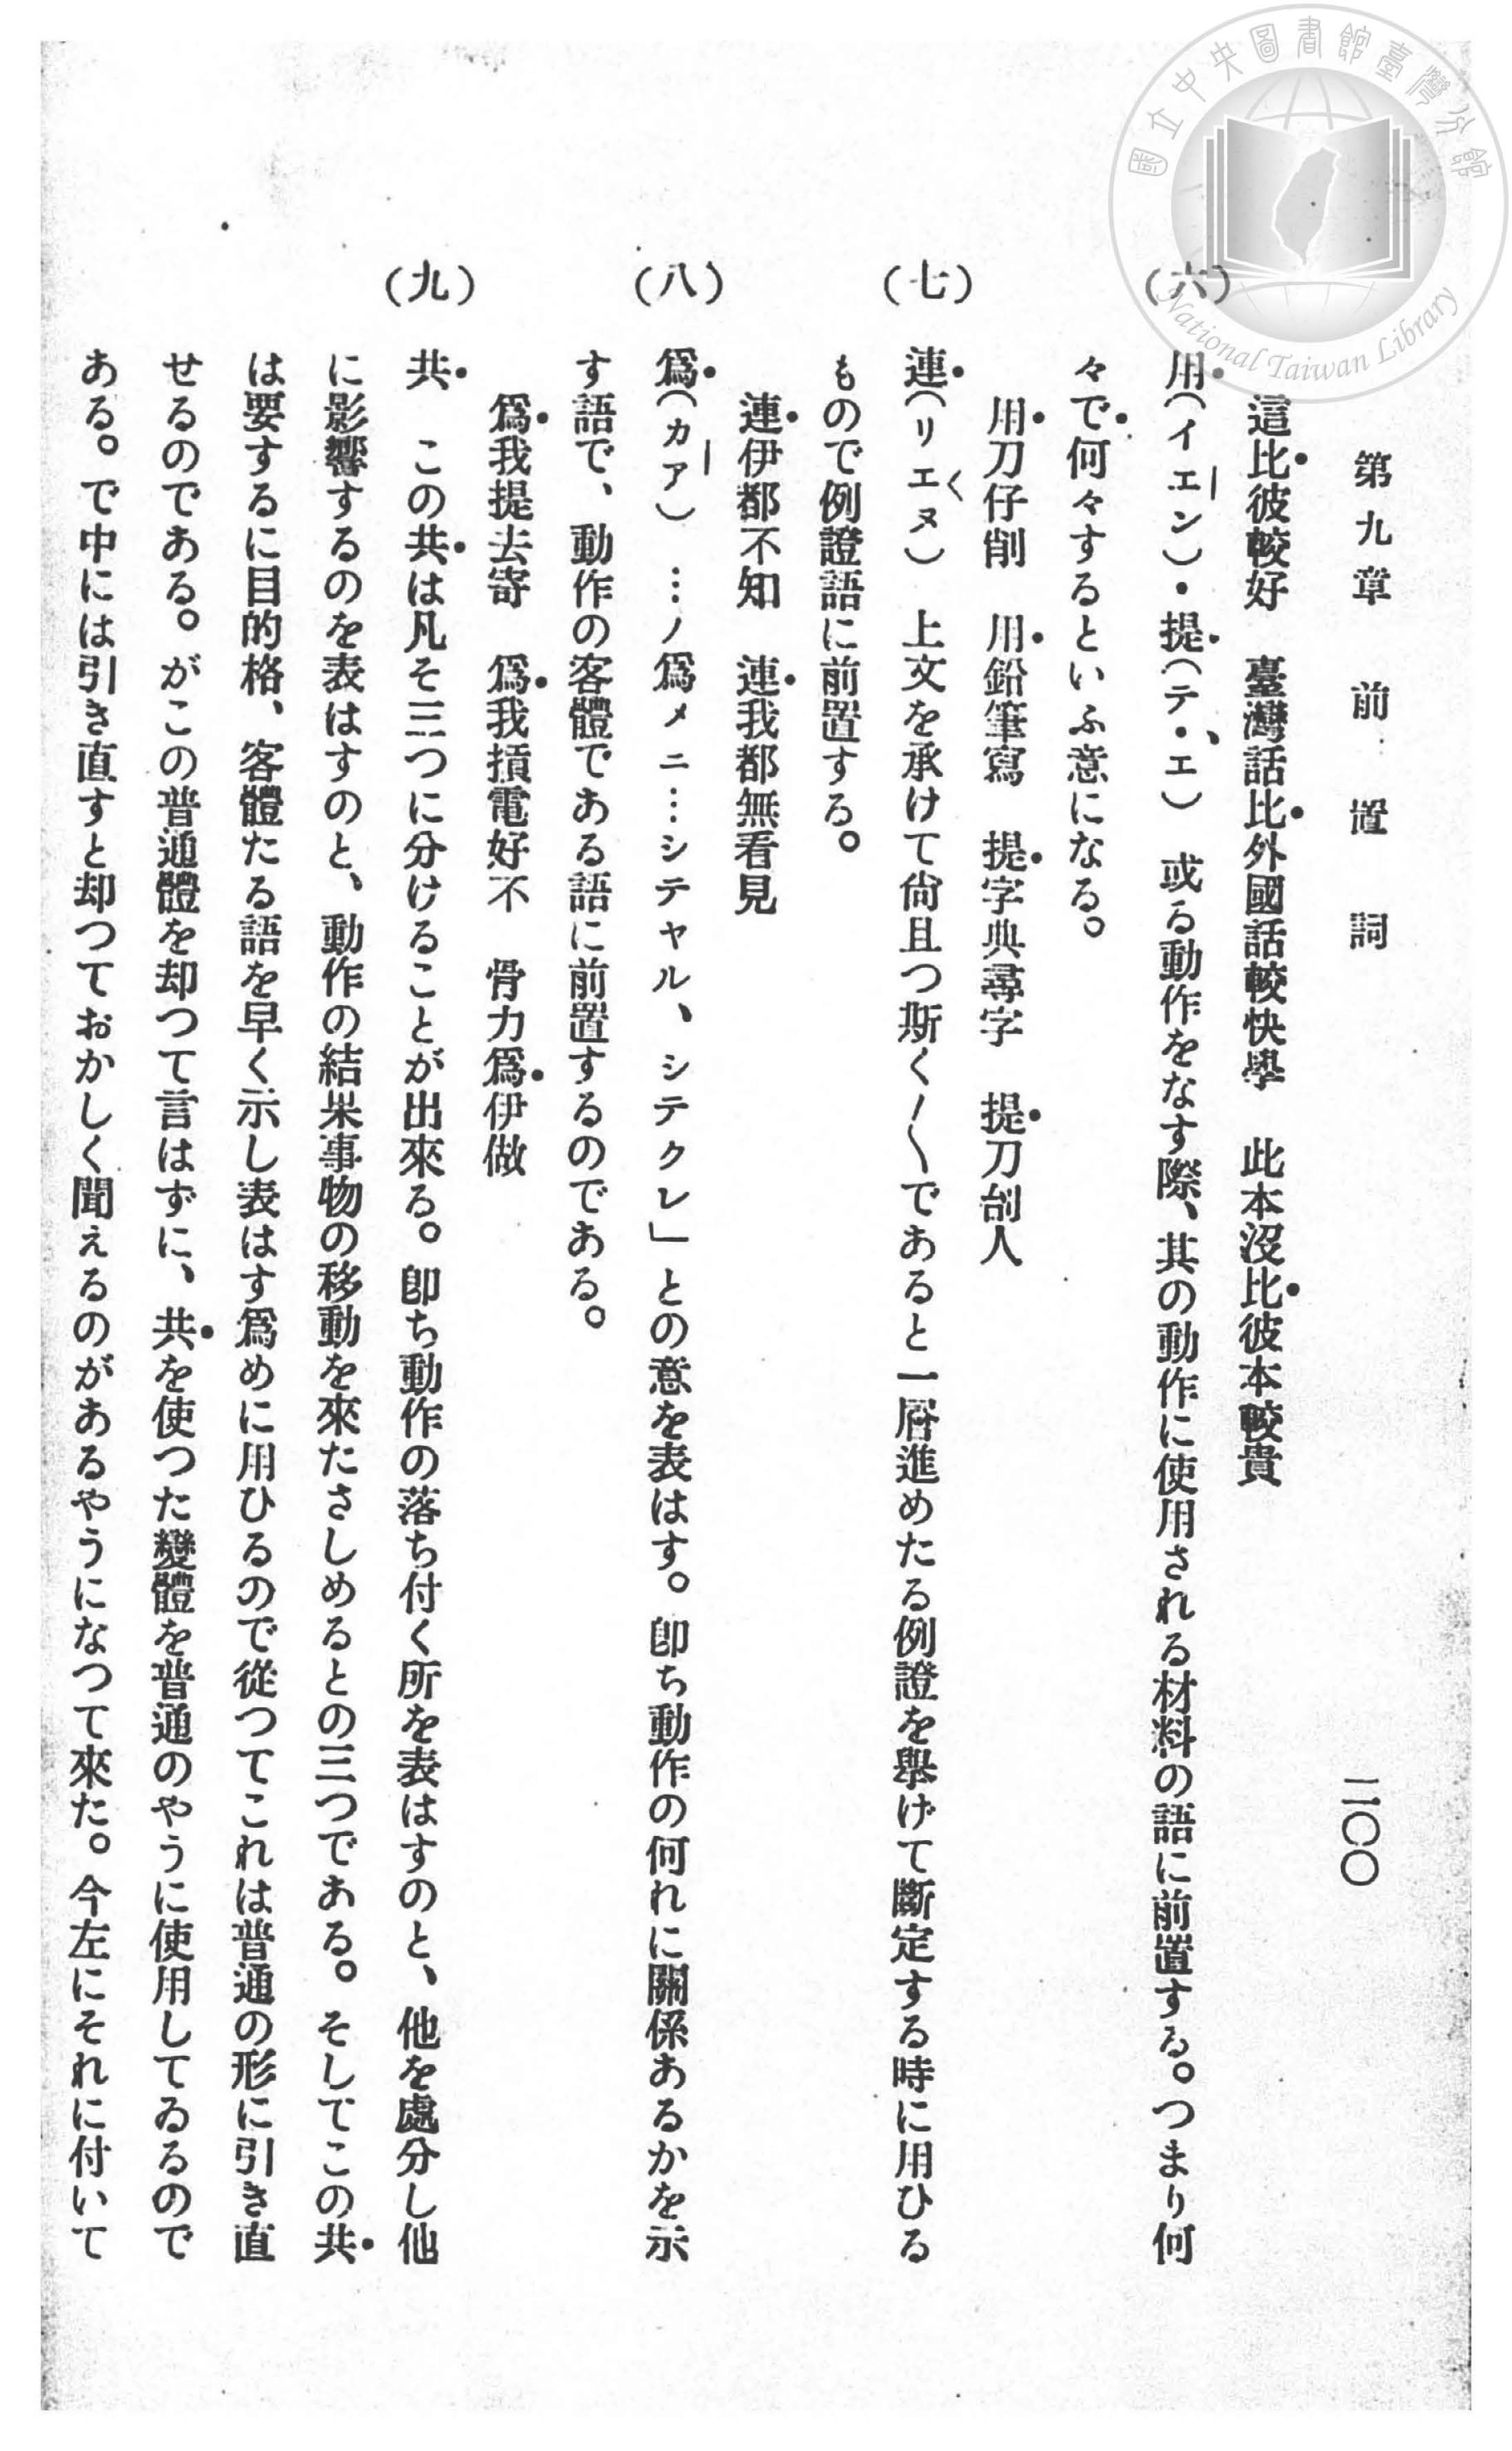 國立中央圖書館臺灣分館
National Taiwan Library
第九章 前置詞 二〇〇
這比彼較好 臺灣話比外國話較快學 此本沒比彼本較貴
(六) 用(イエン)・提(テ・エ) 或る動作をなす際、其の動作に使用される材料の語に前置する。つまり何
々で何々するといふ意になる。
用刀仔削 用鉛筆寫 提字典尋字 提刀刣人
(七) 連(リエヌ) 上文を承けて尙且つ斯く〱であると一層進めたる例證を擧げて斷定する時に用ひる
もので例證語に前置する。
連伊都不知 連我都無看見
(八) 爲(カア) …ノ爲メニ…シテヤル、シテクレ」との意を表はす。卽ち動作の何れに關係あるかを示
す語で、動作の客體である語に前置するのである。
爲我提去寄 爲我摃電好不 骨力爲伊做
(九) 共 この共は凡そ三つに分けることが出來る。卽ち動作の落ち付く所を表はすのと、他を處分し他
に影響するのを表はすのと、動作の結果事物の移動を來たさしめるとの三つである。そしてこの共
は要するに目的格、客體たる語を早く示し表はす爲めに用ひるので從つてこれは普通の形に引き直
せるのである。がこの普通體を却つて言はずに、共を使つた變體を普通のやうに使用してゐるので
ある。で中には引き直すと却つておかしく聞えるのがあるやうになつて來た。今左にそれに付いて